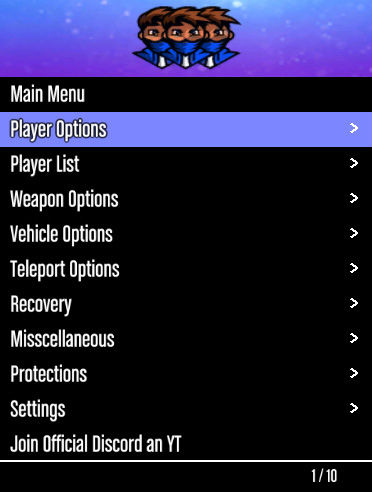 Main Menu
Player Options >
Player List >
Weapon Options >
Vehicle Options >
Teleport Options >
Recovery >
Misscellaneous >
Protections >
Settings >
Join Official Discord an YT
1 / 10